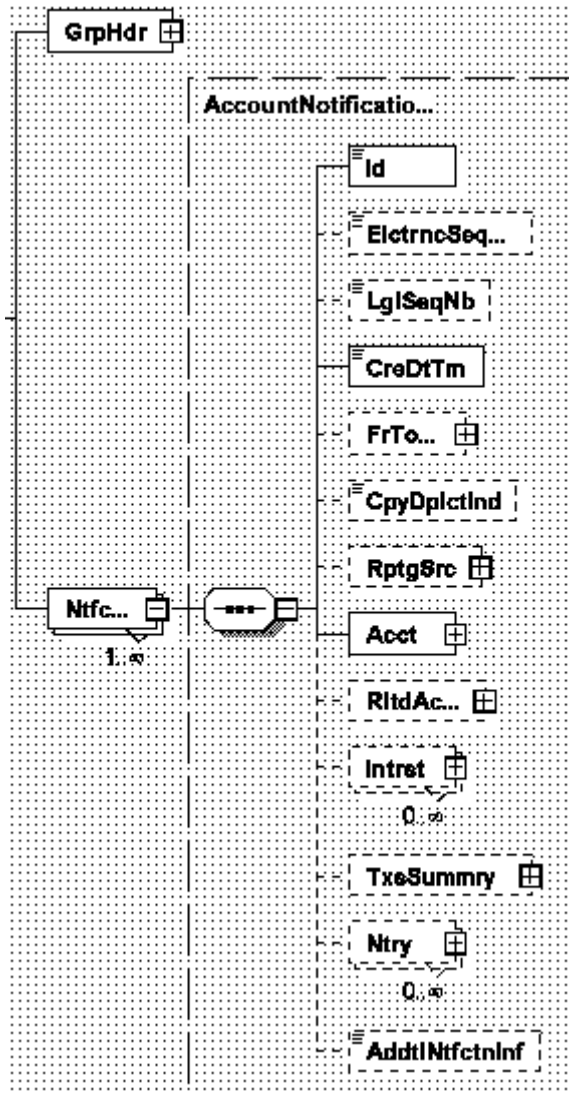 GrpHdr
AccountNotificatio...
Id
ElctrncSeq...
LglSeqNb
CreDtTm
FrTo...
CpyDplctInd
RptgSrc
Ntfc...
1..∞
Acct
RltdAc...
Intrst
0..∞
TxsSummry
Ntry
0..∞
AddtlNtfctnInf